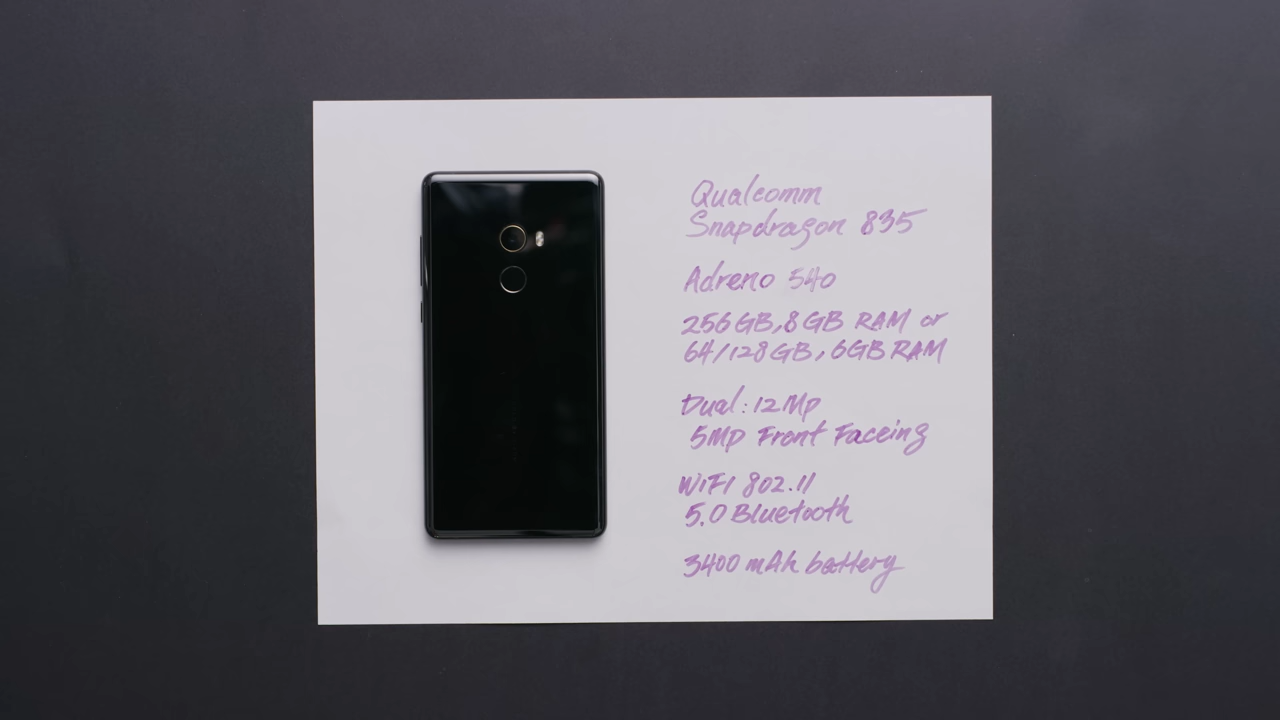 Qualcomm
Snapdragon 835
Adreno 540
256GB, 8GB RAM or
64/128GB, 6GB RAM
Dual: 12Mp
5MP Front Faceing
WiFi 802.11
5.0 Bluetooth
3400 mAh battery